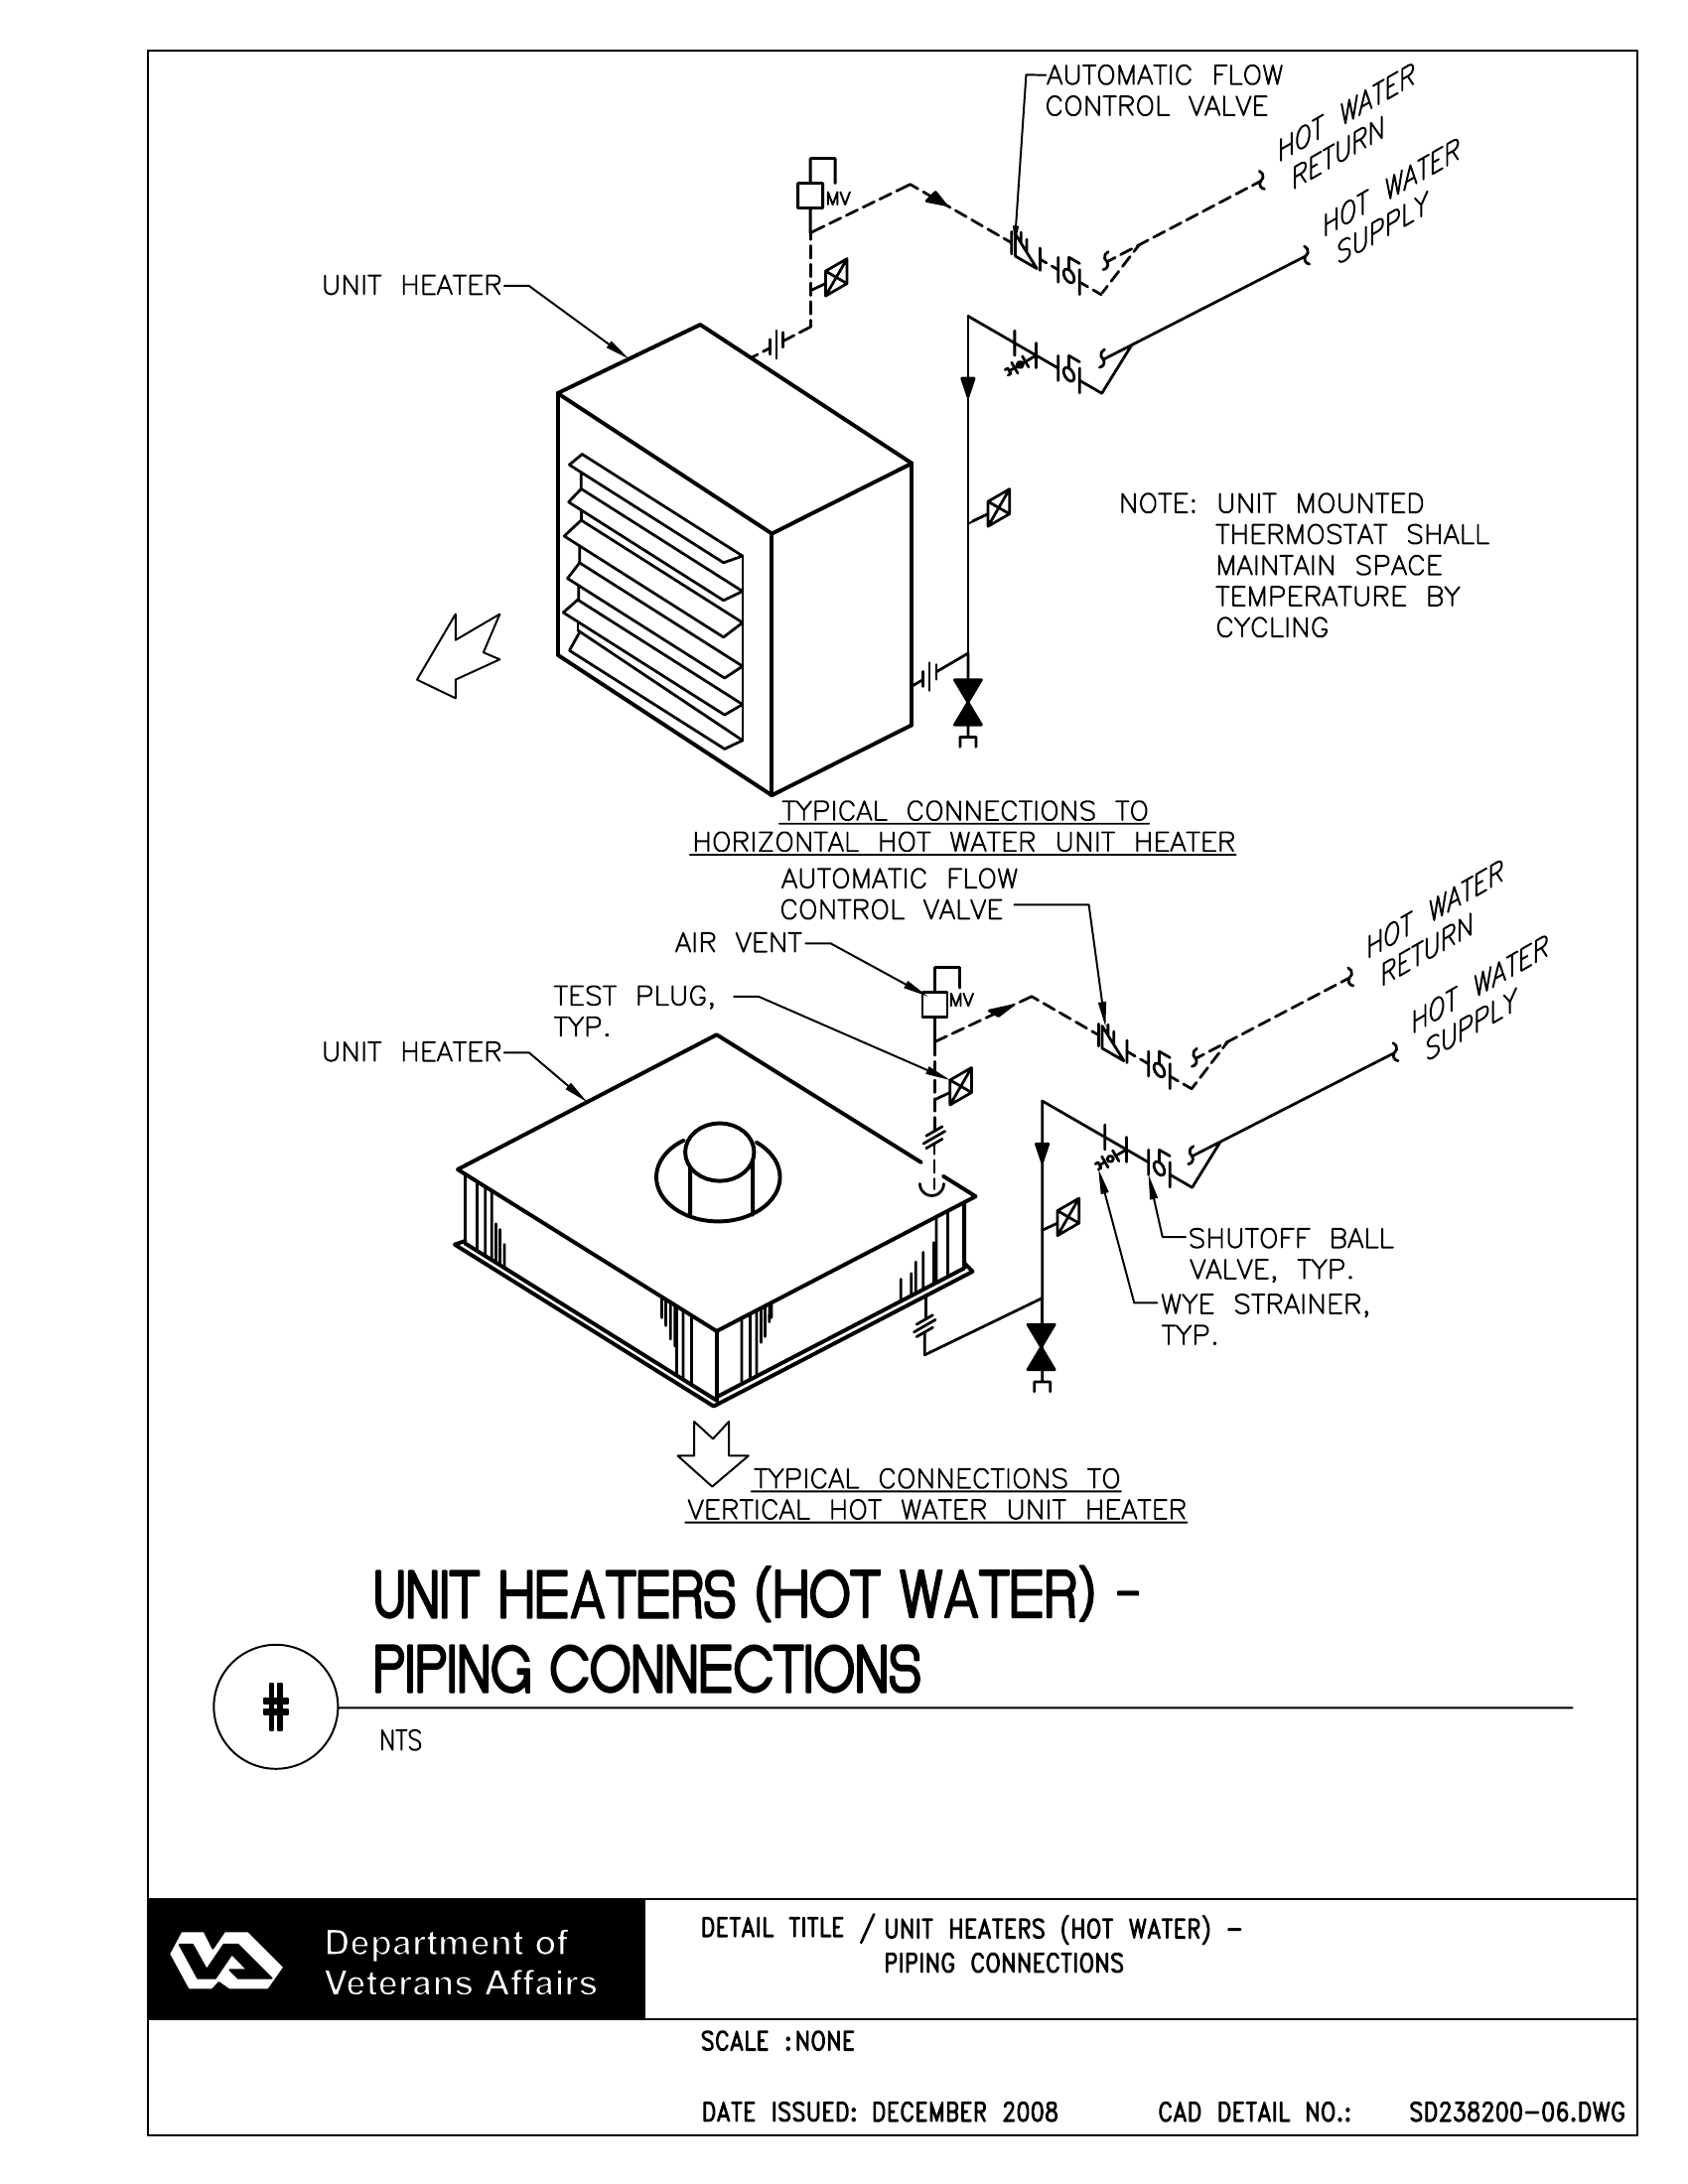 AUTOMATIC FLOW
CONTROL VALVE
HOT WATER
RETURN
HOT WATER
SUPPLY
MV
UNIT HEATER
NOTE: UNIT MOUNTED
THERMOSTAT SHALL
MAINTAIN SPACE
TEMPERATURE BY
CYCLING
TYPICAL CONNECTIONS TO
HORIZONTAL HOT WATER UNIT HEATER
AUTOMATIC FLOW
CONTROL VALVE
AIR VENT
HOT WATER
RETURN
HOT WATER
SUPPLY
MV
TEST PLUG,
TYP.
UNIT HEATER
SHUTOFF BALL
VALVE, TYP.
WYE STRAINER,
TYP.
TYPICAL CONNECTIONS TO
VERTICAL HOT WATER UNIT HEATER
UNIT HEATERS (HOT WATER) -
PIPING CONNECTIONS
#
NTS
VA
Department of
Veterans Affairs
DETAIL TITLE / UNIT HEATERS (HOT WATER) -
PIPING CONNECTIONS
SCALE :NONE
DATE ISSUED: DECEMBER 2008 CAD DETAIL NO.: SD238200-06.DWG